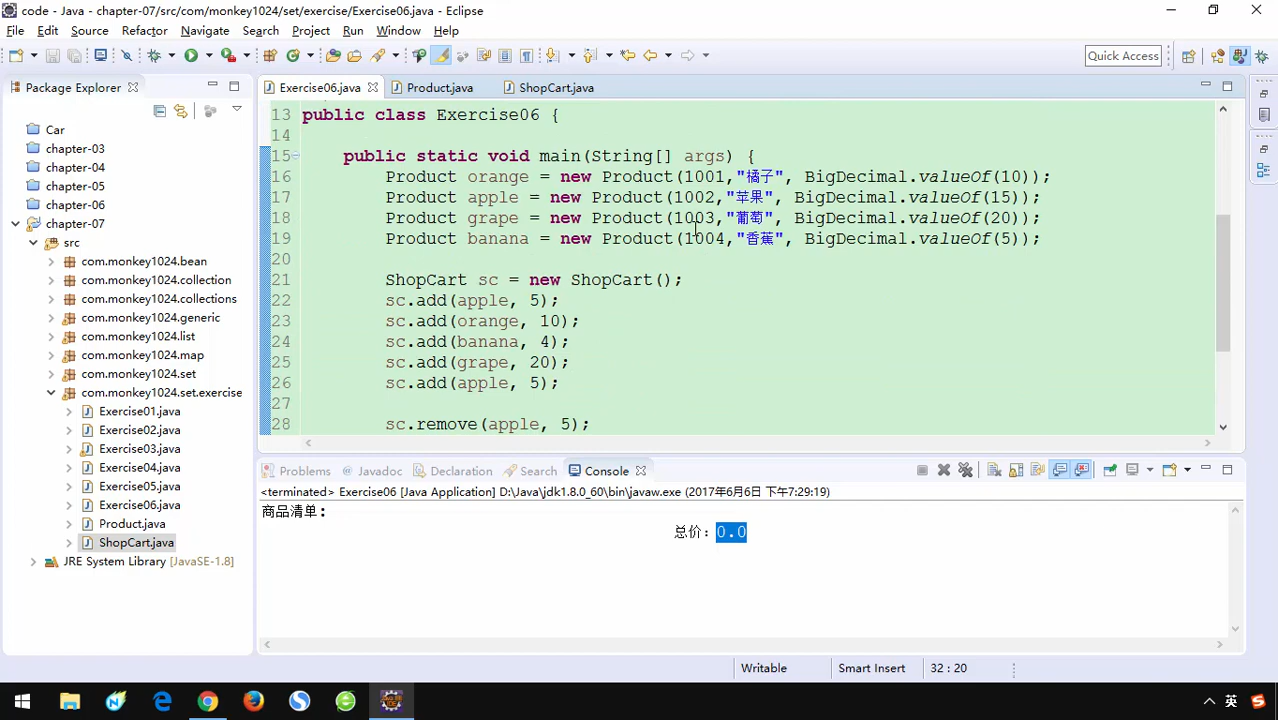 code - Java - chapter-07/src/com/monkey1024/set/exercise/Exercise06.java - Eclipse
File Edit Source Refactor Navigate Search Project Run Window Help
Quick Access
Package Explorer
Car
chapter-03
chapter-04
chapter-05
chapter-06
chapter-07
src
com.monkey1024.bean
com.monkey1024.collection
com.monkey1024.collections
com.monkey1024.generic
com.monkey1024.list
com.monkey1024.map
com.monkey1024.set
com.monkey1024.set.exercise
Exercise01.java
Exercise02.java
Exercise03.java
Exercise04.java
Exercise05.java
Exercise06.java
Product.java
ShopCart.java
JRE System Library [JavaSE-1.8]
Exercise06.java Product.java ShopCart.java
13 public class Exercise06 {
14
15 public static void main(String[] args) {
16 Product orange = new Product(1001,"橘子", BigDecimal.valueOf(10));
17 Product apple = new Product(1002,"苹果", BigDecimal.valueOf(15));
18 Product grape = new Product(1003,"葡萄", BigDecimal.valueOf(20));
19 Product banana = new Product(1004,"香蕉", BigDecimal.valueOf(5));
20
21 ShopCart sc = new ShopCart();
22 sc.add(apple, 5);
23 sc.add(orange, 10);
24 sc.add(banana, 4);
25 sc.add(grape, 20);
26 sc.add(apple, 5);
27
28 sc.remove(apple, 5);
Problems Javadoc Declaration Search Console
<terminated> Exercise06 [Java Application] D:\Java\jdk1.8.0_60\bin\javaw.exe (2017年6月6日 下午7:29:19)
商品清单：
总价：0.0
Writable Smart Insert 32 : 20
英